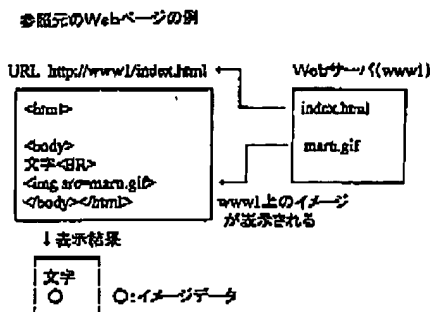 参照元のWebページの例
URL http://www1/index.html
Webサーバ(www1)
<html>
<body>
文字<BR>
<img src=maru.gif>
</body></html>
index.html
maru.gif
www1上のイメージ
が表示される
↓表示結果
文字
○
○:イメージデータ